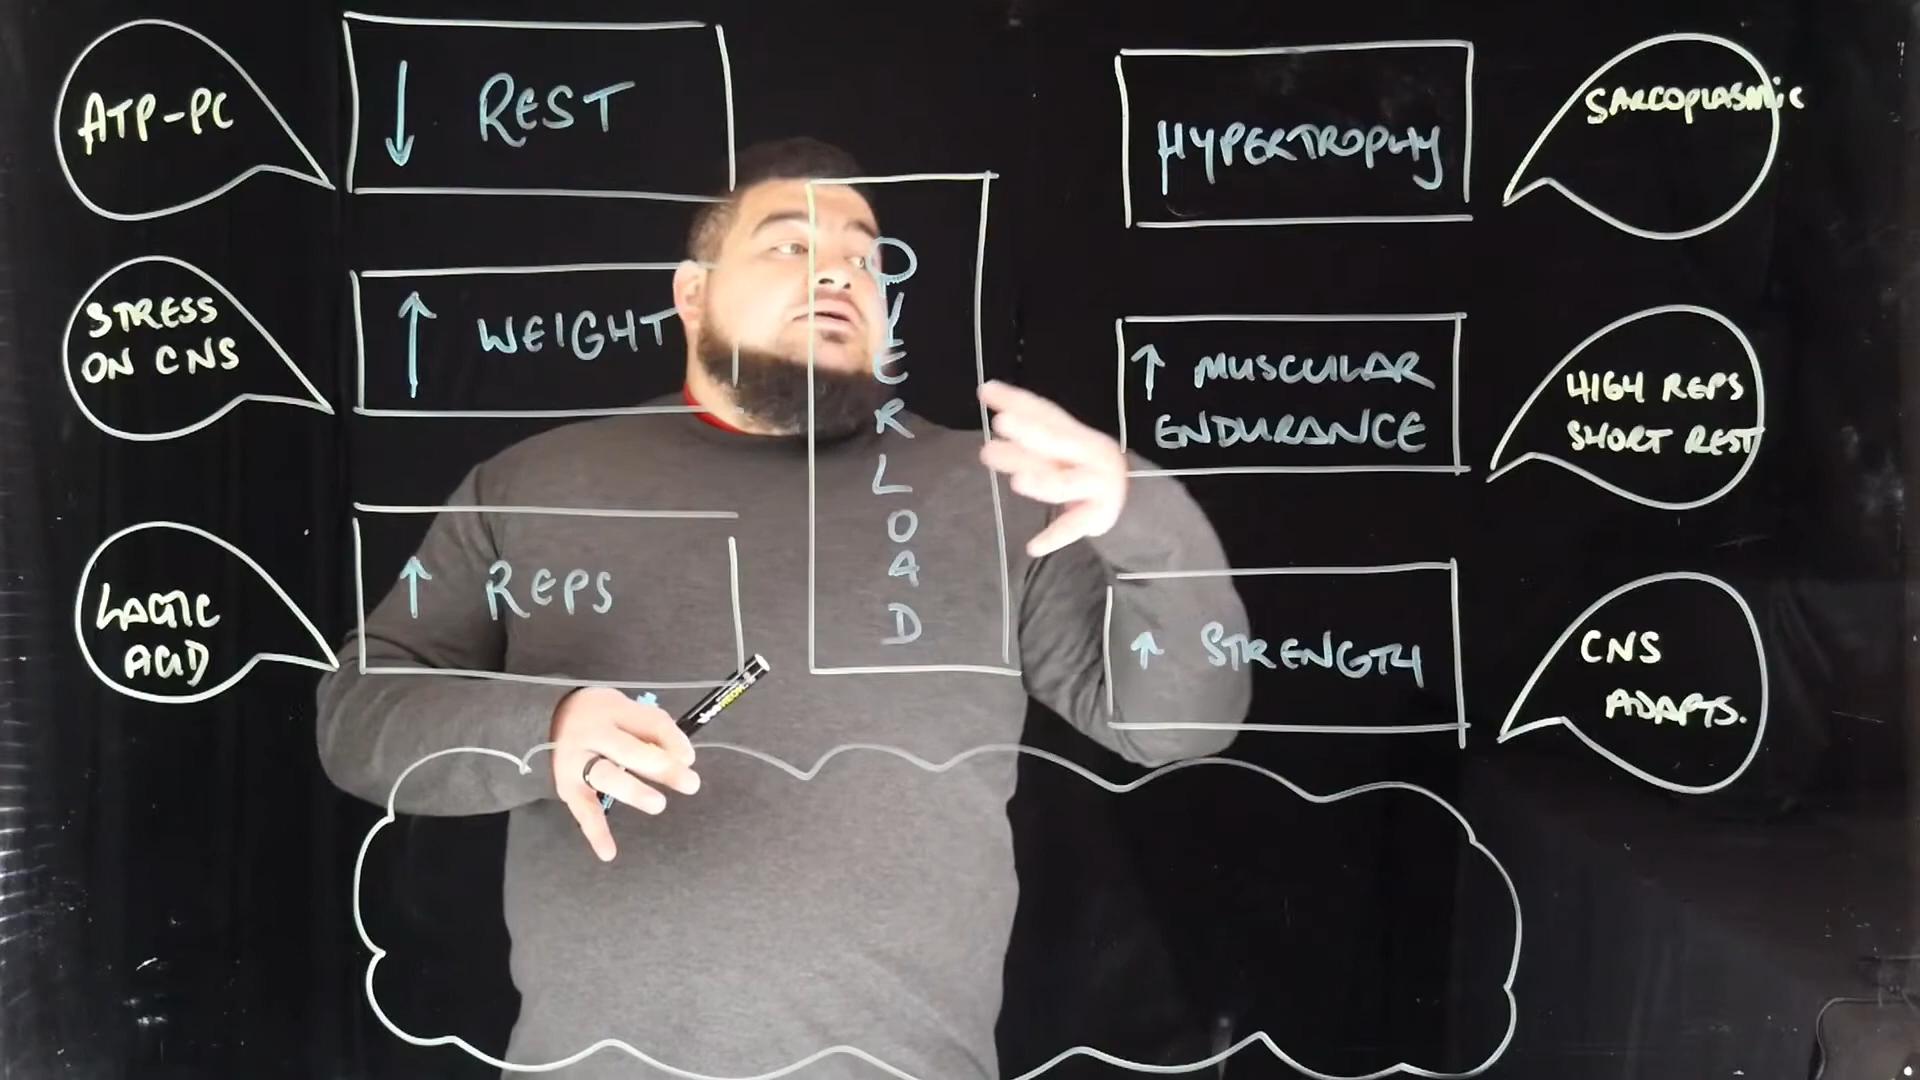 ATP-PC
↓ REST
STRESS
ON CNS
↑ WEIGHT
LACTIC
ACID
↑ REPS
OVERLOAD
HYPERTROPHY
SARCOPLASMIC
↑ MUSCULAR
ENDURANCE
HIGH REPS
SHORT REST
↑ STRENGTH
CNS
ADAPTS.